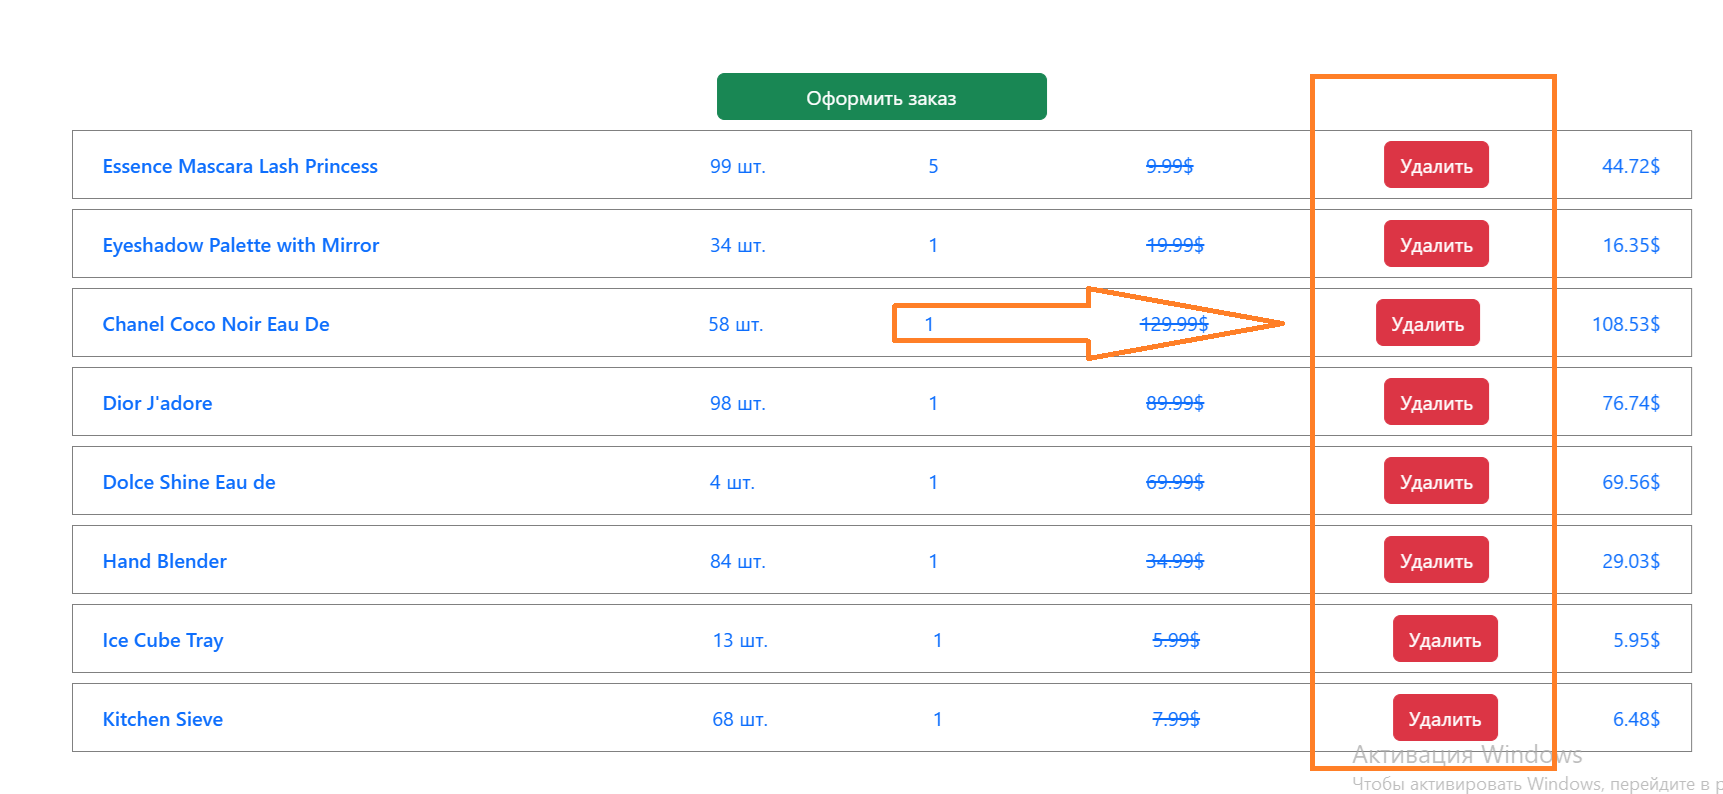 Оформить заказ
Essence Mascara Lash Princess 99 шт. 5 9.99$ Удалить 44.72$
Eyeshadow Palette with Mirror 34 шт. 1 19.99$ Удалить 16.35$
Chanel Coco Noir Eau De 58 шт. 1 129.99$ Удалить 108.53$
Dior J'adore 98 шт. 1 89.99$ Удалить 76.74$
Dolce Shine Eau de 4 шт. 1 69.99$ Удалить 69.56$
Hand Blender 84 шт. 1 34.99$ Удалить 29.03$
Ice Cube Tray 13 шт. 1 5.99$ Удалить 5.95$
Kitchen Sieve 68 шт. 1 7.99$ Удалить 6.48$
Активация Windows
Чтобы активировать Windows, перейдите в